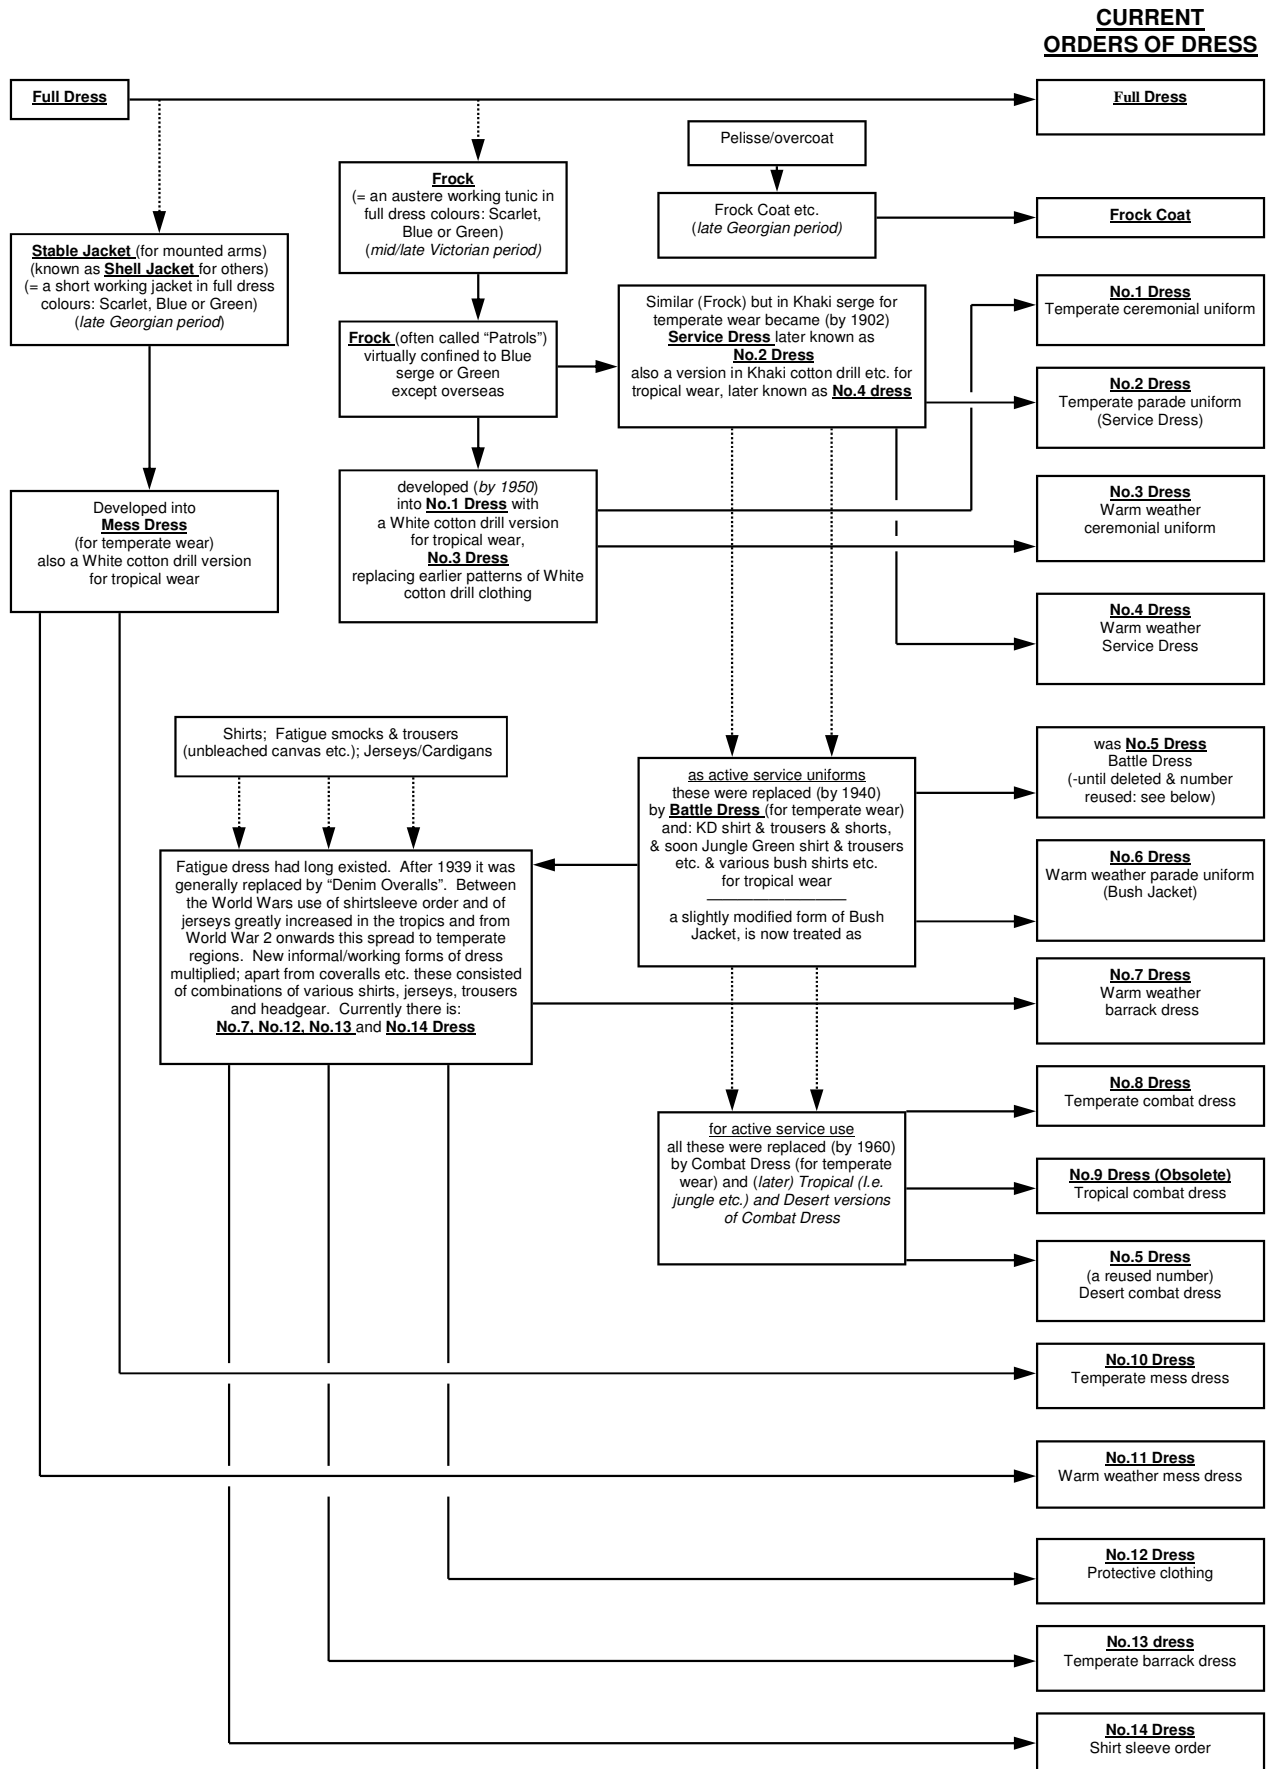 CURRENT
ORDERS OF DRESS
Full Dress
Full Dress
Pelisse/overcoat
Frock
(= an austere working tunic in
full dress colours: Scarlet,
Blue or Green)
(mid/late Victorian period)
Frock Coat etc.
(late Georgian period)
Frock Coat
Stable Jacket (for mounted arms)
(known as Shell Jacket for others)
(= a short working jacket in full dress
colours: Scarlet, Blue or Green)
(late Georgian period)
Frock (often called “Patrols”)
virtually confined to Blue
serge or Green
except overseas
Similar (Frock) but in Khaki serge for
temperate wear became (by 1902)
Service Dress later known as
No.2 Dress
also a version in Khaki cotton drill etc. for
tropical wear, later known as No.4 dress
No.1 Dress
Temperate ceremonial uniform
No.2 Dress
Temperate parade uniform
(Service Dress)
developed (by 1950)
into No.1 Dress with
a White cotton drill version
for tropical wear,
No.3 Dress
replacing earlier patterns of White
cotton drill clothing
No.3 Dress
Warm weather
ceremonial uniform
Developed into
Mess Dress
(for temperate wear)
also a White cotton drill version
for tropical wear
No.4 Dress
Warm weather
Service Dress
Shirts; Fatigue smocks & trousers
(unbleached canvas etc.); Jerseys/Cardigans
was No.5 Dress
Battle Dress
(-until deleted & number
reused: see below)
as active service uniforms
these were replaced (by 1940)
by Battle Dress (for temperate wear)
and: KD shirt & trousers & shorts,
& soon Jungle Green shirt & trousers
etc. & various bush shirts etc.
for tropical wear
a slightly modified form of Bush
Jacket, is now treated as
No.6 Dress
Warm weather parade uniform
(Bush Jacket)
Fatigue dress had long existed. After 1939 it was
generally replaced by “Denim Overalls”. Between
the World Wars use of shirtsleeve order and of
jerseys greatly increased in the tropics and from
World War 2 onwards this spread to temperate
regions. New informal/working forms of dress
multiplied; apart from coveralls etc. these consisted
of combinations of various shirts, jerseys, trousers
and headgear. Currently there is:
No.7, No.12, No.13 and No.14 Dress
No.7 Dress
Warm weather
barrack dress
No.8 Dress
Temperate combat dress
for active service use
all these were replaced (by 1960)
by Combat Dress (for temperate
wear) and (later) Tropical (I.e.
jungle etc.) and Desert versions
of Combat Dress
No.9 Dress (Obsolete)
Tropical combat dress
No.5 Dress
(a reused number)
Desert combat dress
No.10 Dress
Temperate mess dress
No.11 Dress
Warm weather mess dress
No.12 Dress
Protective clothing
No.13 dress
Temperate barrack dress
No.14 Dress
Shirt sleeve order